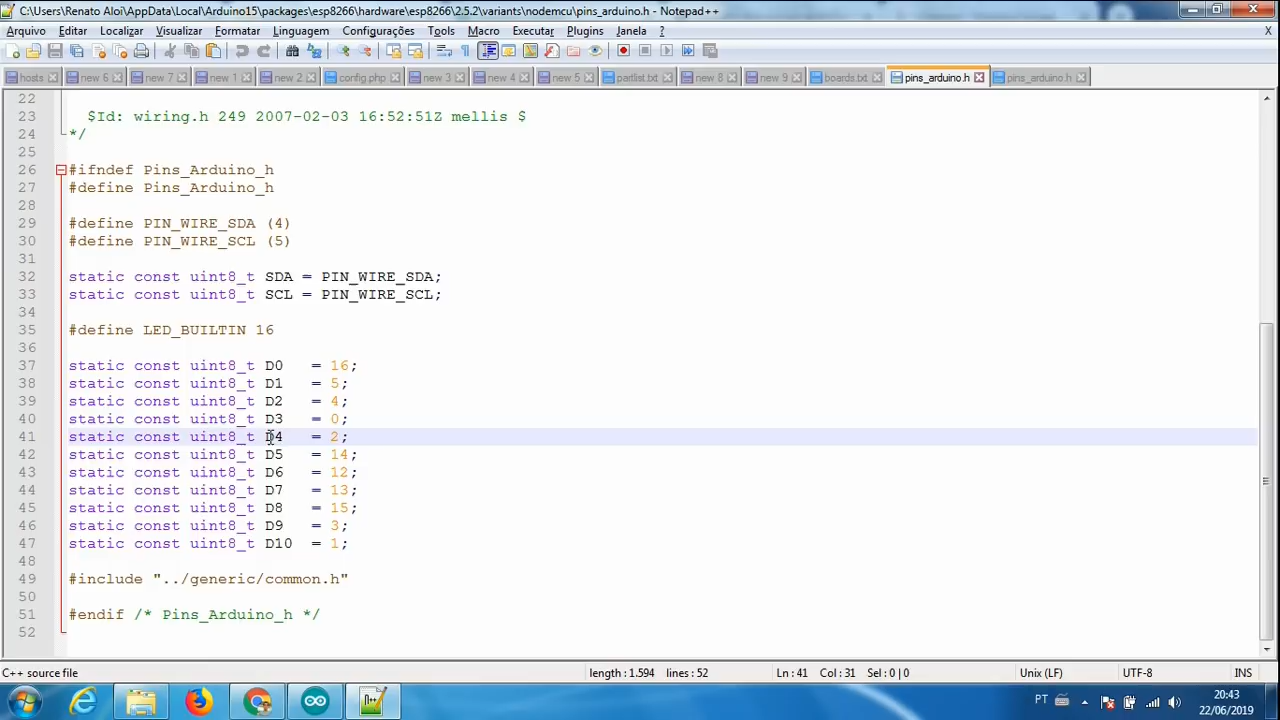 C:\Users\Renato Aloi\AppData\Local\Arduino15\packages\esp8266\hardware\esp8266\2.5.2\variants\nodemcu\pins_arduino.h - Notepad++
Arquivo Editar Localizar Visualizar Formatar Linguagem Configurações Tools Macro Executar Plugins Janela ? X
hosts new 6 new 7 new 1 new 2 config.php new 3 new 4 new 5 partlist.txt new 8 new 9 boards.txt pins_arduino.h pins_arduino.h
22
23 $Id: wiring.h 249 2007-02-03 16:52:51Z mellis $
24 */
25
26 #ifndef Pins_Arduino_h
27 #define Pins_Arduino_h
28
29 #define PIN_WIRE_SDA (4)
30 #define PIN_WIRE_SCL (5)
31
32 static const uint8_t SDA = PIN_WIRE_SDA;
33 static const uint8_t SCL = PIN_WIRE_SCL;
34
35 #define LED_BUILTIN 16
36
37 static const uint8_t D0 = 16;
38 static const uint8_t D1 = 5;
39 static const uint8_t D2 = 4;
40 static const uint8_t D3 = 0;
41 static const uint8_t D4 = 2;
42 static const uint8_t D5 = 14;
43 static const uint8_t D6 = 12;
44 static const uint8_t D7 = 13;
45 static const uint8_t D8 = 15;
46 static const uint8_t D9 = 3;
47 static const uint8_t D10 = 1;
48
49 #include "../generic/common.h"
50
51 #endif /* Pins_Arduino_h */
52
C++ source file length : 1.594 lines : 52 Ln : 41 Col : 31 Sel : 0 | 0 Unix (LF) UTF-8 INS
PT 20:43
22/06/2019